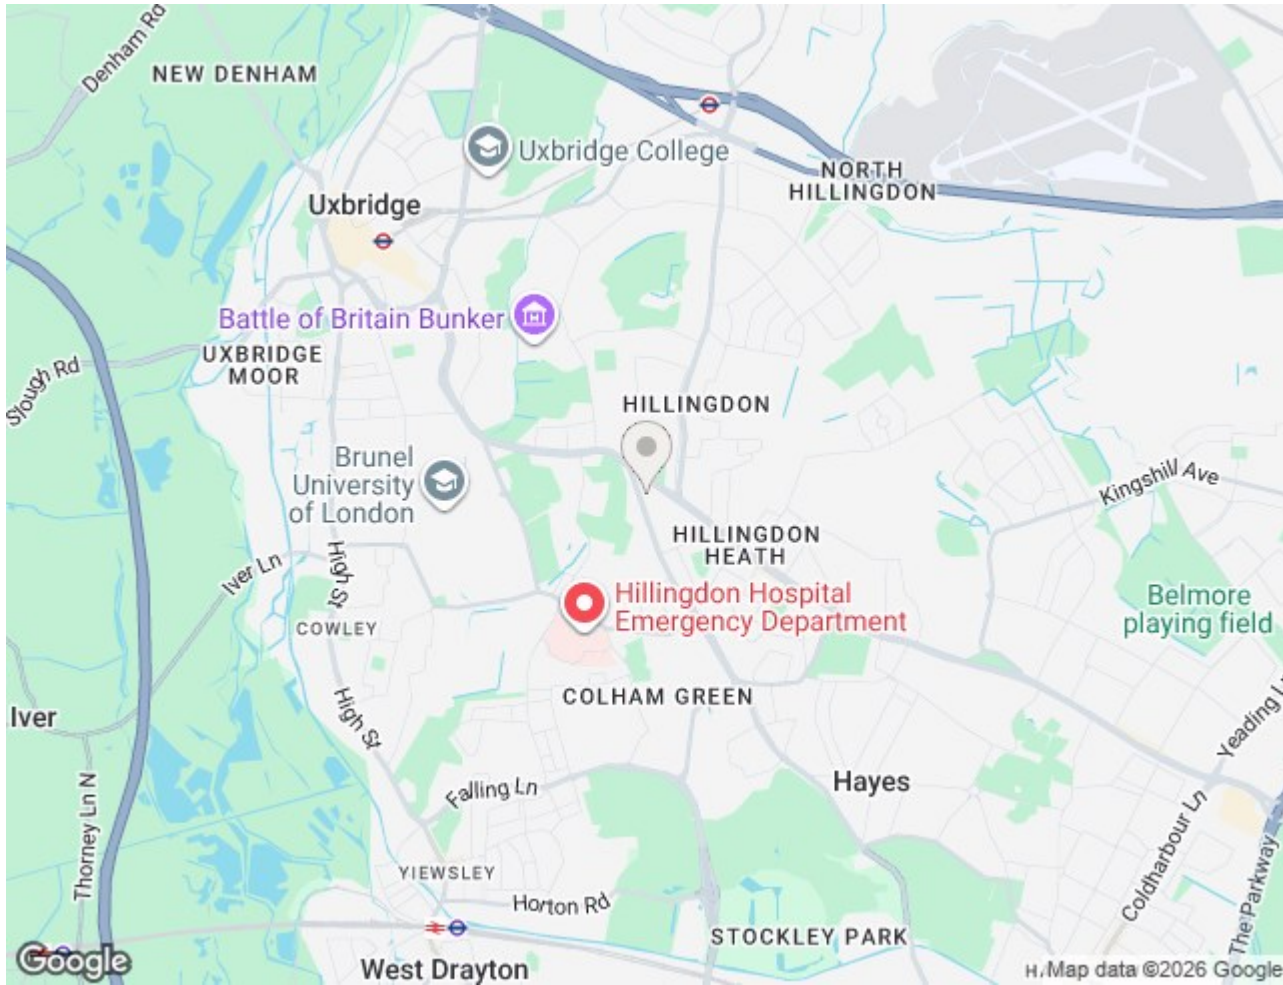 Denham Rd
NEW DENHAM
Uxbridge College
NORTH
HILLINGDON
Uxbridge
Battle of Britain Bunker
UXBRIDGE
MOOR
Slough Rd
HILLINGDON
Brunel
University
of London
Kingshill Ave
HILLINGDON
HEATH
Iver Ln
High St
Hillingdon Hospital
Emergency Department
Belmore
playing field
COWLEY
COLHAM GREEN
Iver
High St
Yeading L
Falling Ln
Hayes
Thorney Ln N
Coldharbour Ln
YIEWSLEY
Horton Rd
The Parkway
STOCKLEY PARK
West Drayton
Google
Map data ©2026 Google